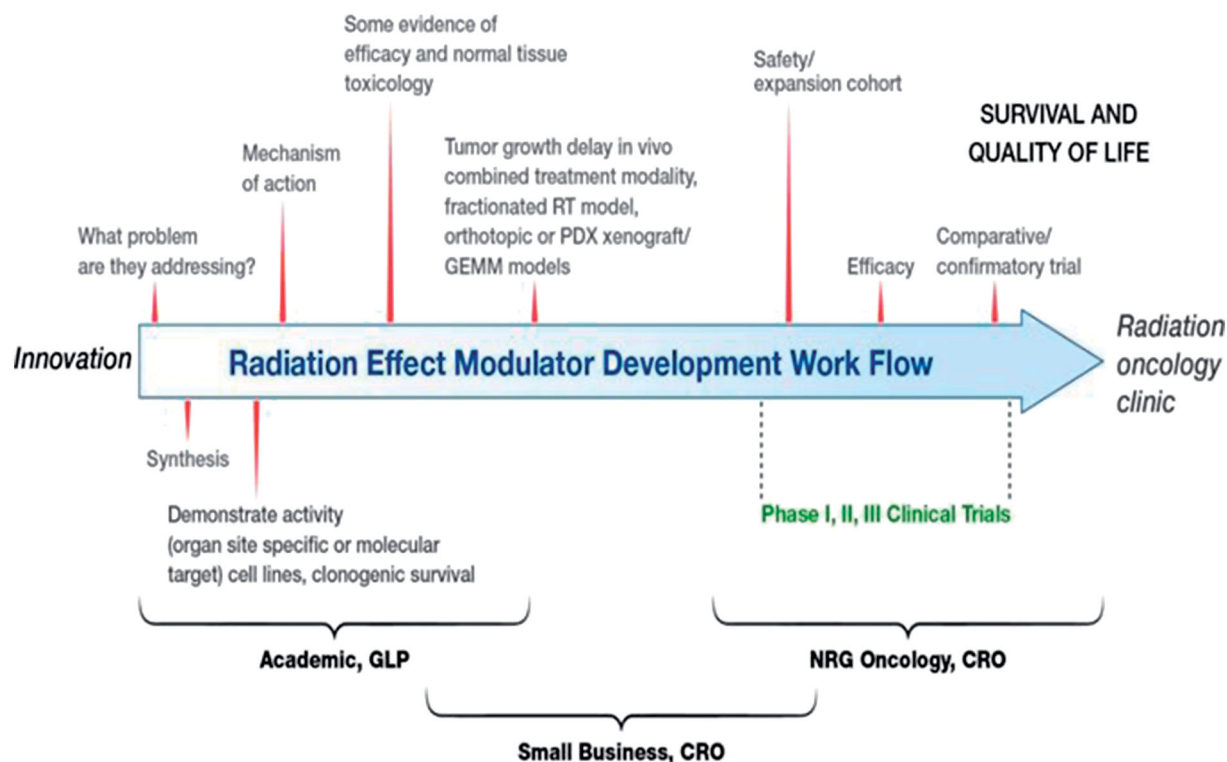 Some evidence of
efficacy and normal tissue
toxicology
Safety/
expansion cohort
SURVIVAL AND
QUALITY OF LIFE
Mechanism
of action
Tumor growth delay in vivo
combined treatment modality,
fractionated RT model,
orthotopic or PDX xenograft/
GEMM models
What problem
are they addressing?
Efficacy
Comparative/
confirmatory trial
Innovation
Radiation Effect Modulator Development Work Flow
Radiation
oncology
clinic
Synthesis
Demonstrate activity
(organ site specific or molecular
target) cell lines, clonogenic survival
Phase I, II, III Clinical Trials
Academic, GLP
NRG Oncology, CRO
Small Business, CRO